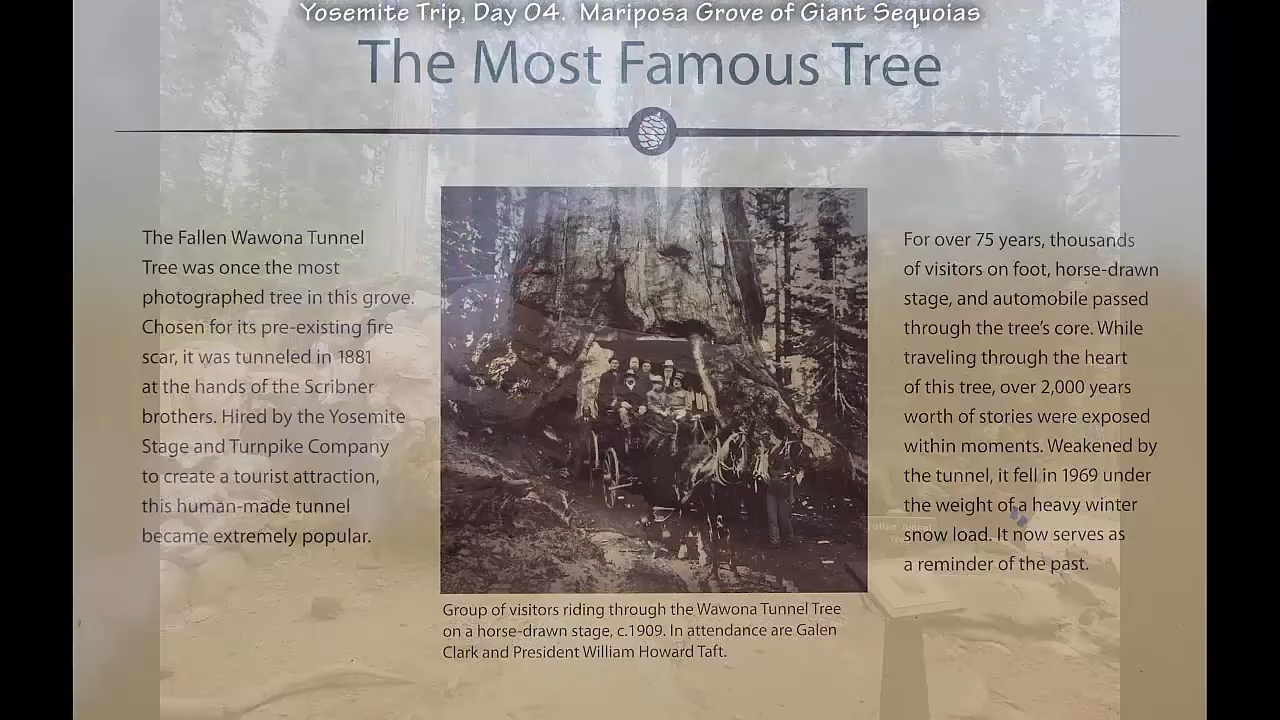 Yosemite Trip, Day 04. Mariposa Grove of Giant Sequoias
The Most Famous Tree
The Fallen Wawona Tunnel
Tree was once the most
photographed tree in this grove.
Chosen for its pre-existing fire
scar, it was tunneled in 1881
at the hands of the Scribner
brothers. Hired by the Yosemite
Stage and Turnpike Company
to create a tourist attraction,
this human-made tunnel
became extremely popular.
Group of visitors riding through the Wawona Tunnel Tree
on a horse-drawn stage, c.1909. In attendance are Galen
Clark and President William Howard Taft.
For over 75 years, thousands
of visitors on foot, horse-drawn
stage, and automobile passed
through the tree's core. While
traveling through the heart
of this tree, over 2,000 years
worth of stories were exposed
within moments. Weakened by
the tunnel, it fell in 1969 under
the weight of a heavy winter
snow load. It now serves as
a reminder of the past.
Fallen Tunnel
Tree